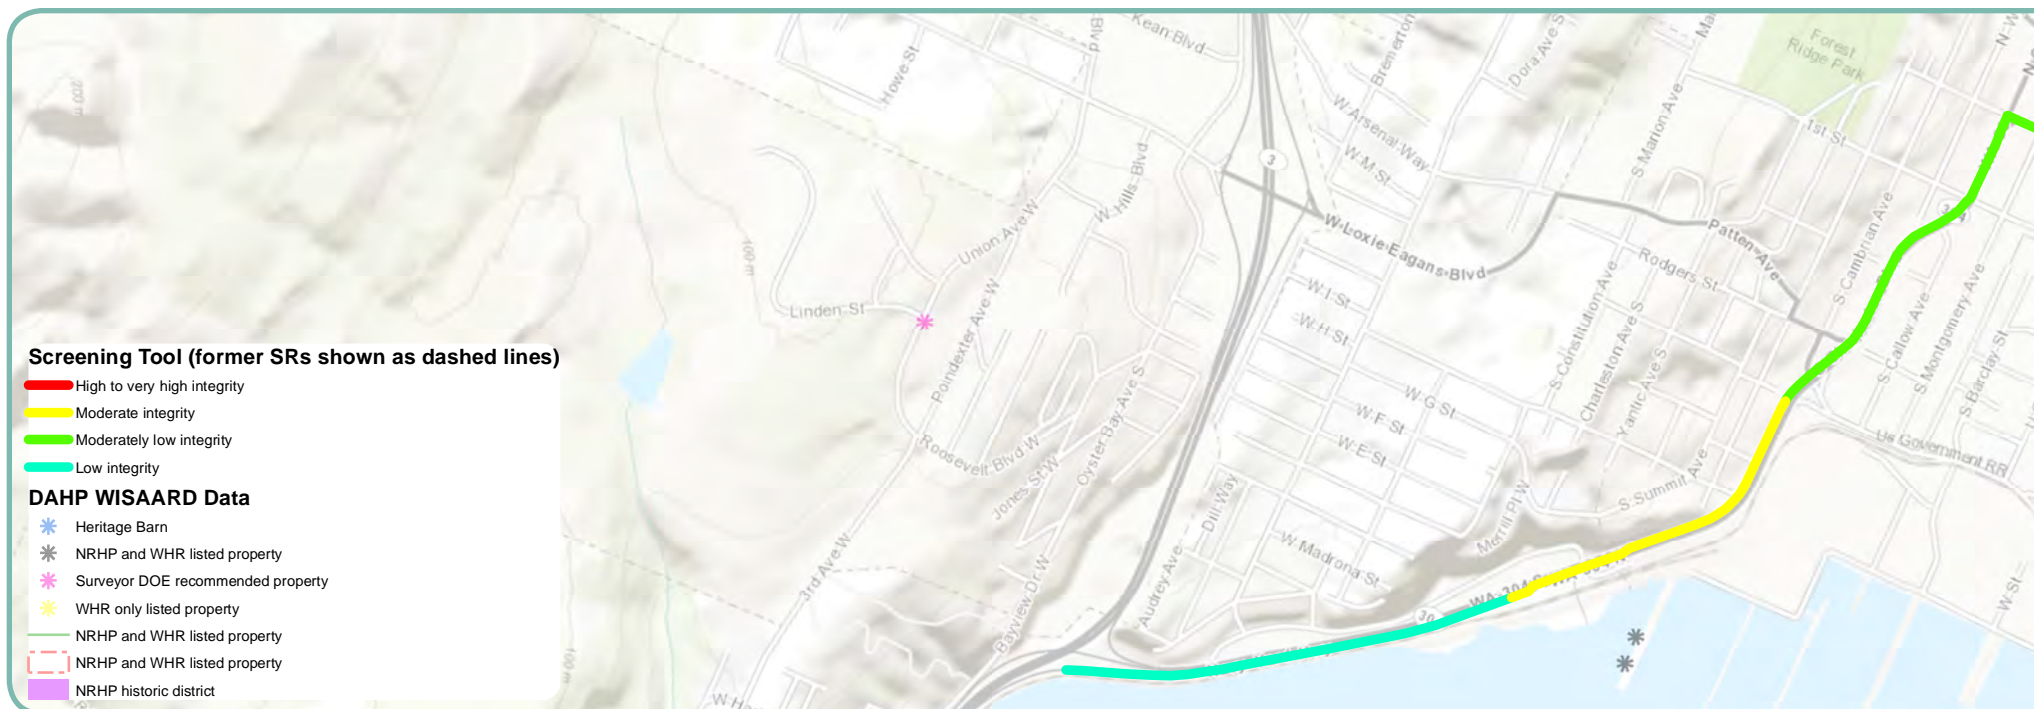 Kean Blvd
Howe St
Bremerton
Dora Ave S
Forest
Ridge Park
200 m
W Arsenal Way
W M St
3
S Marion Ave
1st St
W Hills Blvd
Union Ave W
W Loxie Eagans Blvd
Patten Ave
Rodgers St
S Cambrian Ave
100 m
Linden St
Poindexter Ave W
W I St
W H St
S Constitution Ave
Charleston Ave S
Yantic Ave S
S Callow Ave
S Montgomery Ave
S Barclay St
W G St
W F St
W E St
Roosevelt Blvd W
Jones St W
Oyster Bay Ave S
Dill Way
Us Government RR
S Summit Ave
Merrill Pl W
W Madrona St
3rd Ave W
Audrey Ave
Bayview Dr W
WA-304
W St
100 m
Screening Tool (former SRs shown as dashed lines)
High to very high integrity
Moderate integrity
Moderately low integrity
Low integrity
DAHP WISAARD Data
Heritage Barn
NRHP and WHR listed property
Surveyor DOE recommended property
WHR only listed property
NRHP and WHR listed property
NRHP and WHR listed property
NRHP historic district